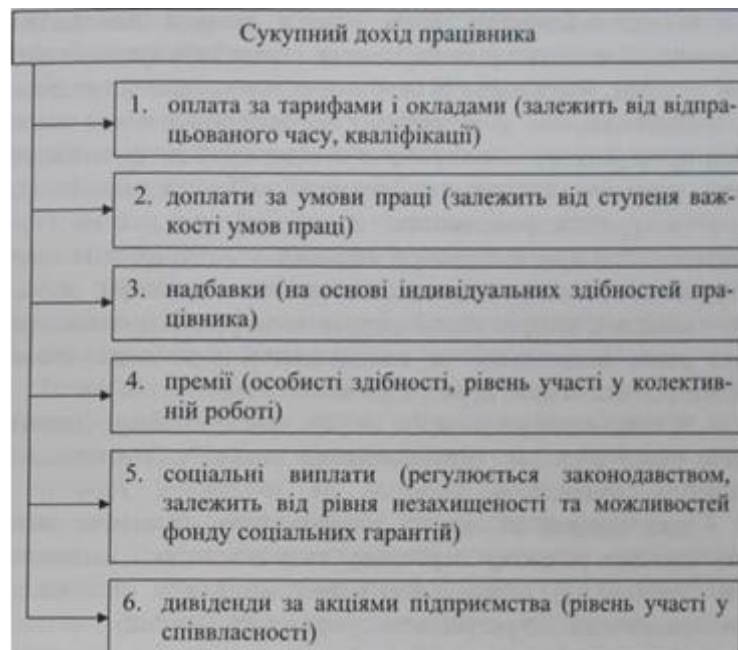 Сукупний дохід працівника
1. оплата за тарифами і окладами (залежить від відпра-
цьованого часу, кваліфікації)
2. доплати за умови праці (залежить від ступеня важ-
кості умов праці)
3. надбавки (на основі індивідуальних здібностей пра-
цівника)
4. премії (особисті здібності, рівень участі у колектив-
ній роботі)
5. соціальні виплати (регулюється законодавством,
залежить від рівня незахищеності та можливостей
фонду соціальних гарантій)
6. дивіденди за акціями підприємства (рівень участі у
співвласності)